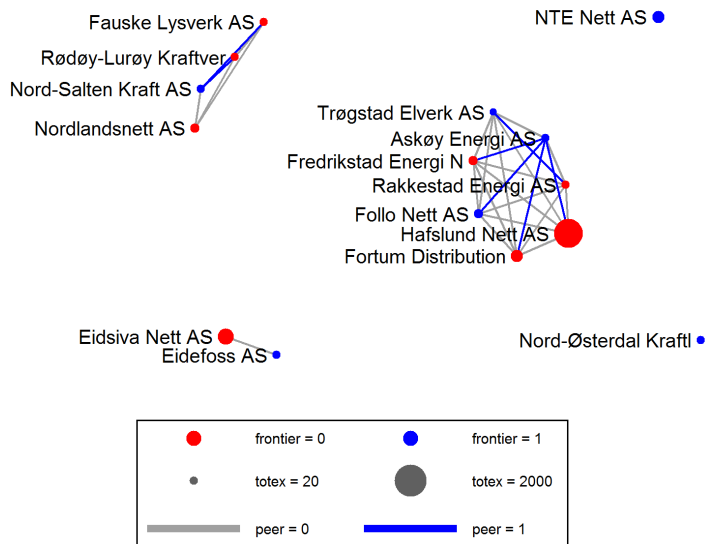 Fauske Lysverk AS
NTE Nett AS
Rødøy-Lurøy Kraftver
Nord-Salten Kraft AS
Nordlandsnett AS
Trøgstad Elverk AS
Askøy Energi AS
Fredrikstad Energi N
Rakkestad Energi AS
Follo Nett AS
Hafslund Nett AS
Fortum Distribution
Eidsiva Nett AS
Eidefoss AS
Nord-Østerdal Kraftl
frontier = 0
frontier = 1
totex = 20
totex = 2000
peer = 0
peer = 1